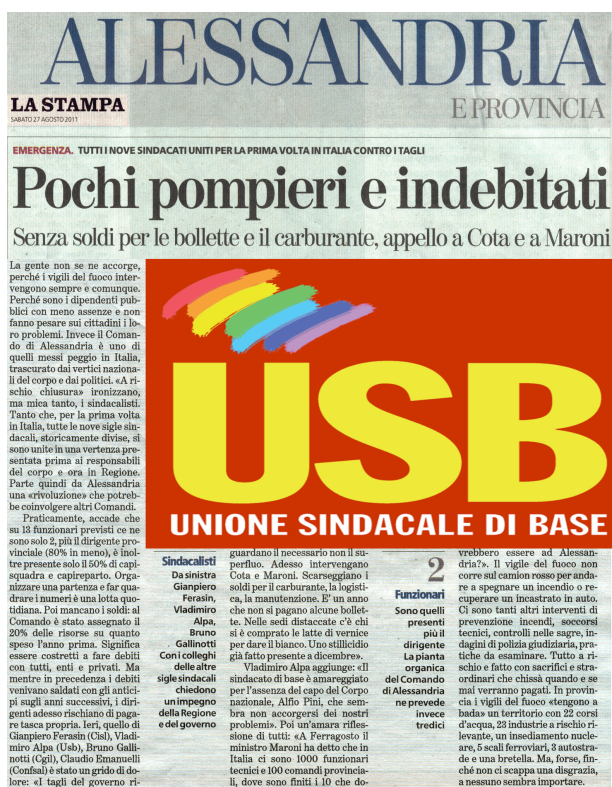 ALESSANDRIA
LA STAMPA
SABATO 27 AGOSTO 2011
E PROVINCIA
EMERGENZA. TUTTI I NOVE SINDACATI UNITI PER LA PRIMA VOLTA IN ITALIA CONTRO I TAGLI
Pochi pompieri e indebitati
Senza soldi per le bollette e il carburante, appello a Cota e a Maroni
La gente non se ne accorge,
perché i vigili del fuoco inter-
vengono sempre e comunque.
Perché sono i dipendenti pub-
blici con meno assenze e non
fanno pesare sui cittadini i lo-
ro problemi. Invece il Coman-
do di Alessandria è uno di
quelli messi peggio in Italia,
trascurato dai vertici naziona-
li del corpo e dai politici. «A ri-
schio chiusura» ironizzano,
ma mica tanto, i sindacalisti.
Tanto che, per la prima volta
in Italia, tutte le nove sigle sin-
dacali, storicamente divise, si
sono unite in una vertenza pre-
sentata prima ai responsabili
del corpo e ora in Regione.
Parte quindi da Alessandria
una «rivoluzione» che potreb-
be coinvolgere altri Comandi.
Praticamente, accade che
su 13 funzionari previsti ce ne
sono solo 2, più il dirigente pro-
vinciale (80% in meno), è inol-
tre presente solo il 50% di capi-
squadra e capireparto. Orga-
nizzare una partenza e far qua-
drare i numeri è una lotta quo-
tidiana. Poi mancano i soldi: al
Comando è stato assegnato il
20% delle risorse su quanto
speso l'anno prima. Significa
essere costretti a fare debiti
con tutti, enti e privati. Ma
mentre in precedenza i debiti
venivano saldati con gli antici-
pi sugli anni successivi, i diri-
genti adesso rischiano di paga-
re tasca propria. Ieri, quello di
Gianpiero Ferasin (Cisl), Vladi-
miro Alpa (Usb), Bruno Galli-
notti (Cgil), Claudio Emanuelli
(Confsal) è stato un grido di do-
lore: «I tagli del governo ri-
USB
UNIONE SINDACALE DI BASE
Sindacalisti
Da sinistra
Gianpiero
Ferasin,
Vladimiro
Alpa,
Bruno
Gallinotti
Con i colleghi
delle altre
sigle sindacali
chiedono
un impegno
della Regione
e del governo
guardano il necessario non il su-
perfluo. Adesso intervengano
Cota e Maroni. Scarseggiano i
soldi per il carburante, la logisti-
ca, la manutenzione. E' un anno
che non si pagano alcune bollet-
te. Nelle sedi distaccate c'è chi
si è comprato le latte di vernice
per dare il bianco. Uno stillicidio
già fatto presente a dicembre».
Vladimiro Alpa aggiunge: «Il
sindacato di base è amareggiato
per l'assenza del capo del Corpo
nazionale, Alfio Pini, che sem-
bra non accorgersi dei nostri
problemi». Poi un'amara rifles-
sione di tutti: «A Ferragosto il
ministro Maroni ha detto che in
Italia ci sono 1000 funzionari
tecnici e 100 comandi provincia-
li, dove sono finiti i 10 che do-
2
Funzionari
Sono quelli
presenti
più il
dirigente
La pianta
organica
del Comando
di Alessandria
ne prevede
invece
tredici
vrebbero essere ad Alessan-
dria?». Il vigile del fuoco non
corre sul camion rosso per anda-
re a spegnere un incendio o re-
cuperare un incastrato in auto.
Ci sono tanti altri interventi di
prevenzione incendi, soccorsi
tecnici, controlli nelle sagre, in-
dagini di polizia giudiziaria, pra-
tiche da esaminare. Tutto a ri-
schio e fatto con sacrifici e stra-
ordinari che chissà quando e se
mai verranno pagati. In provin-
cia i vigili del fuoco «tengono a
bada» un territorio con 22 corsi
d'acqua, 23 industrie a rischio ri-
levante, un insediamento nucle-
are, 5 scali ferroviari, 3 autostra-
de e una bretella. Ma, forse, fin-
ché non ci scappa una disgrazia,
a nessuno sembra importare.